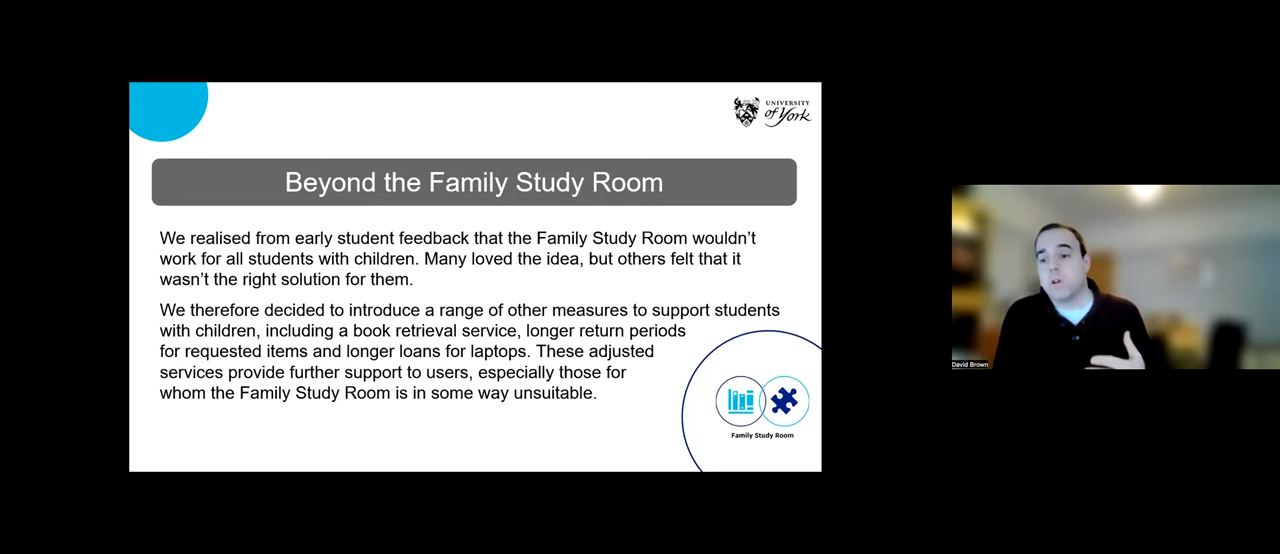 UNIVERSITY
of York
Beyond the Family Study Room
We realised from early student feedback that the Family Study Room wouldn’t
work for all students with children. Many loved the idea, but others felt that it
wasn’t the right solution for them.
We therefore decided to introduce a range of other measures to support students
with children, including a book retrieval service, longer return periods
for requested items and longer loans for laptops. These adjusted
services provide further support to users, especially those for
whom the Family Study Room is in some way unsuitable.
Family Study Room
David Brown